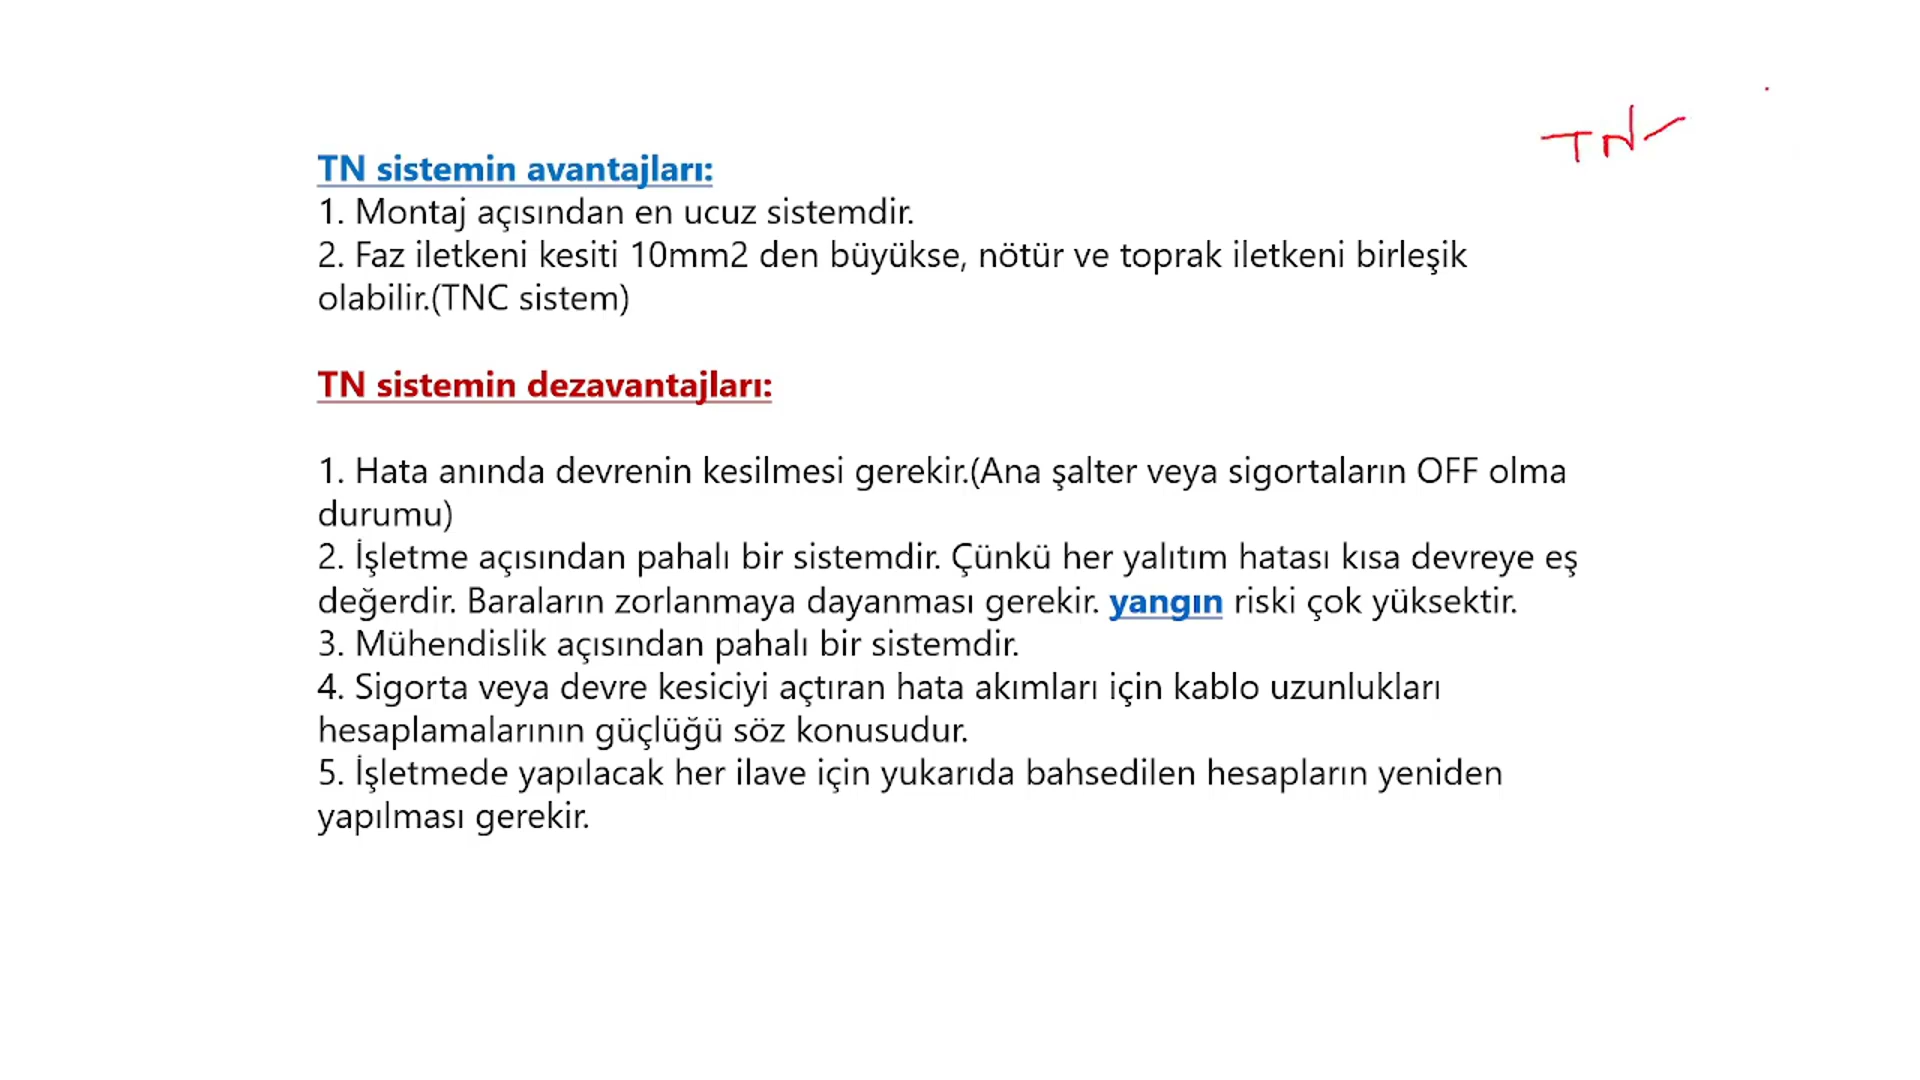 TN-
TN sistemin avantajları:
1. Montaj açısından en ucuz sistemdir.
2. Faz iletkeni kesiti 10mm2 den büyükse, nötür ve toprak iletkeni birleşik
olabilir.(TNC sistem)
TN sistemin dezavantajları:
1. Hata anında devrenin kesilmesi gerekir.(Ana şalter veya sigortaların OFF olma
durumu)
2. İşletme açısından pahalı bir sistemdir. Çünkü her yalıtım hatası kısa devreye eş
değerdir. Baraların zorlanmaya dayanması gerekir. yangın riski çok yüksektir.
3. Mühendislik açısından pahalı bir sistemdir.
4. Sigorta veya devre kesiciyi açtıran hata akımları için kablo uzunlukları
hesaplamalarının güçlüğü söz konusudur.
5. İşletmede yapılacak her ilave için yukarıda bahsedilen hesapların yeniden
yapılması gerekir.